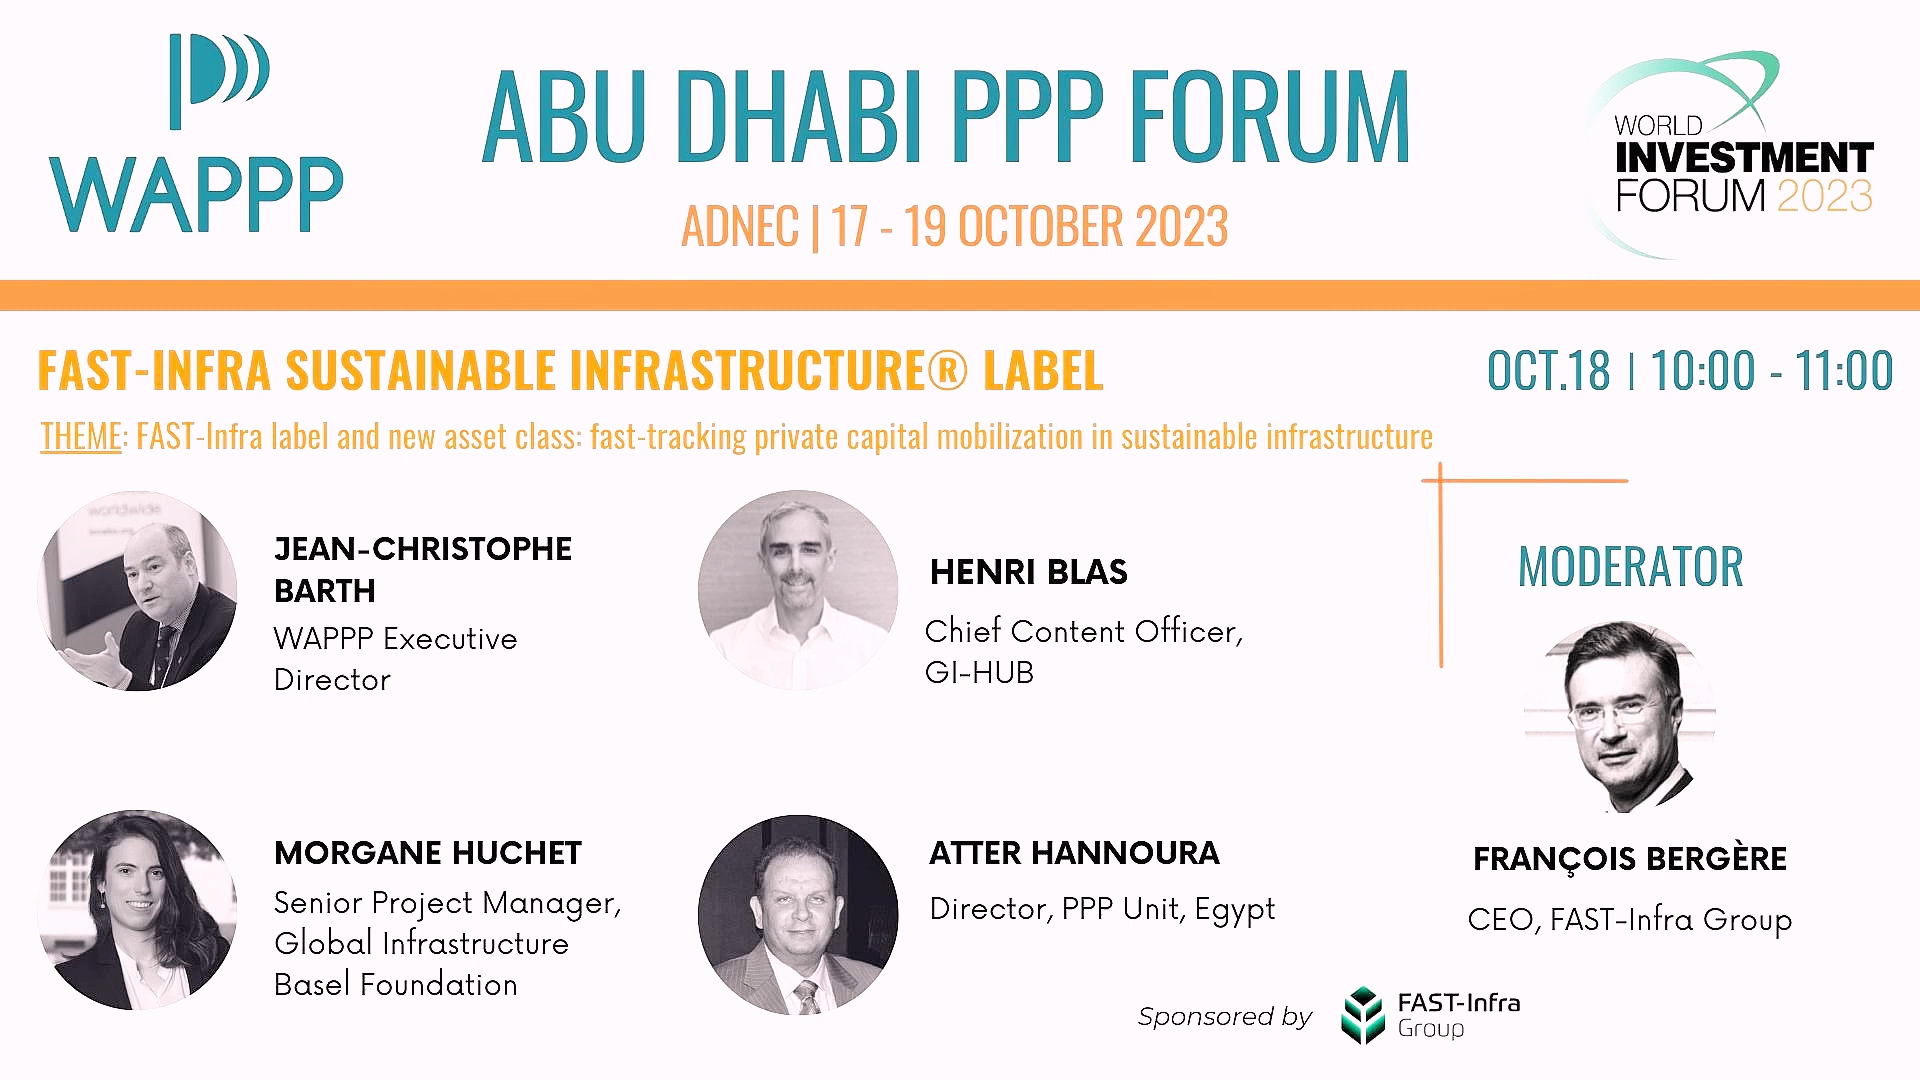 WAPPP
ABU DHABI PPP FORUM
ADNEC | 17 - 19 OCTOBER 2023
WORLD
INVESTMENT
FORUM 2023
FAST-INFRA SUSTAINABLE INFRASTRUCTURE® LABEL
OCT.18 | 10:00 - 11:00
THEME: FAST-Infra label and new asset class: fast-tracking private capital mobilization in sustainable infrastructure
worldwide
JEAN-CHRISTOPHE
BARTH
WAPPP Executive
Director
HENRI BLAS
Chief Content Officer,
GI-HUB
MODERATOR
MORGANE HUCHET
Senior Project Manager,
Global Infrastructure
Basel Foundation
ATTER HANNOURA
Director, PPP Unit, Egypt
FRANÇOIS BERGÈRE
CEO, FAST-Infra Group
Sponsored by
FAST-Infra
Group